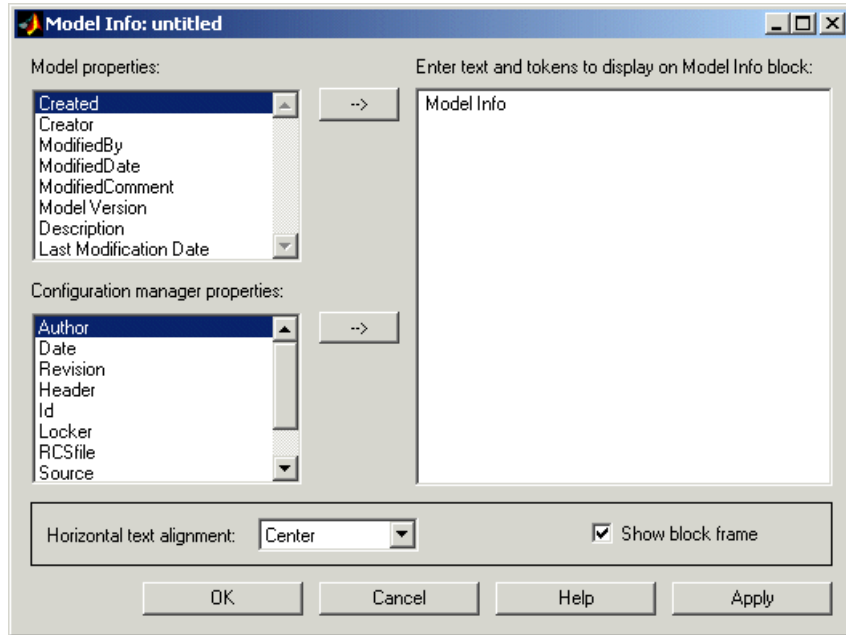 Model Info: untitled
Model properties:
Created
Creator
ModifiedBy
ModifiedDate
ModifiedComment
Model Version
Description
Last Modification Date
-->
Enter text and tokens to display on Model Info block:
Model Info
Configuration manager properties:
Author
Date
Revision
Header
Id
Locker
RCSfile
Source
-->
Horizontal text alignment:
Center
Show block frame
OK
Cancel
Help
Apply